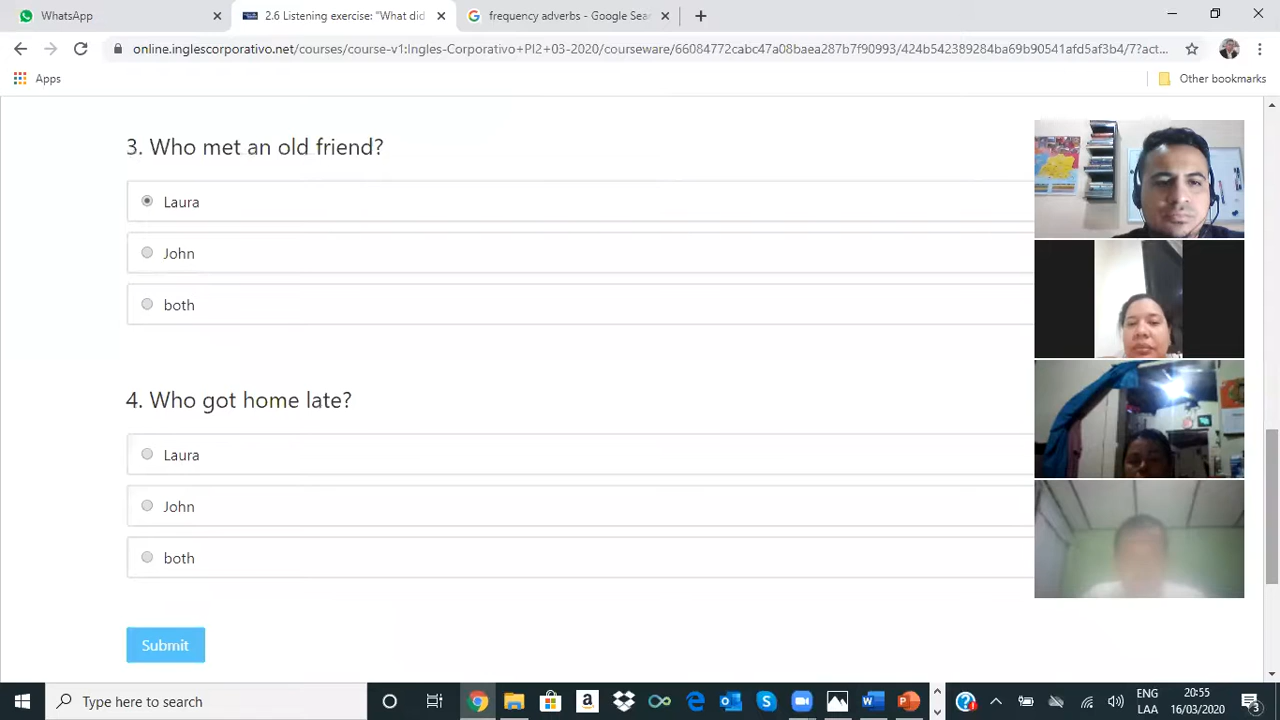 WhatsApp
2.6 Listening exercise: "What did
frequency adverbs - Google Sear
online.inglescorporativo.net/courses/course-v1:Ingles-Corporativo+PI2+03-2020/courseware/66084772cabc47a08baea287b7f90993/424b542389284ba69b90541afd5af3b4/7?act...
Apps
Other bookmarks
3. Who met an old friend?
Laura
John
both
4. Who got home late?
Laura
John
both
Submit
Type here to search
ENG
LAA
20:55
16/03/2020
3